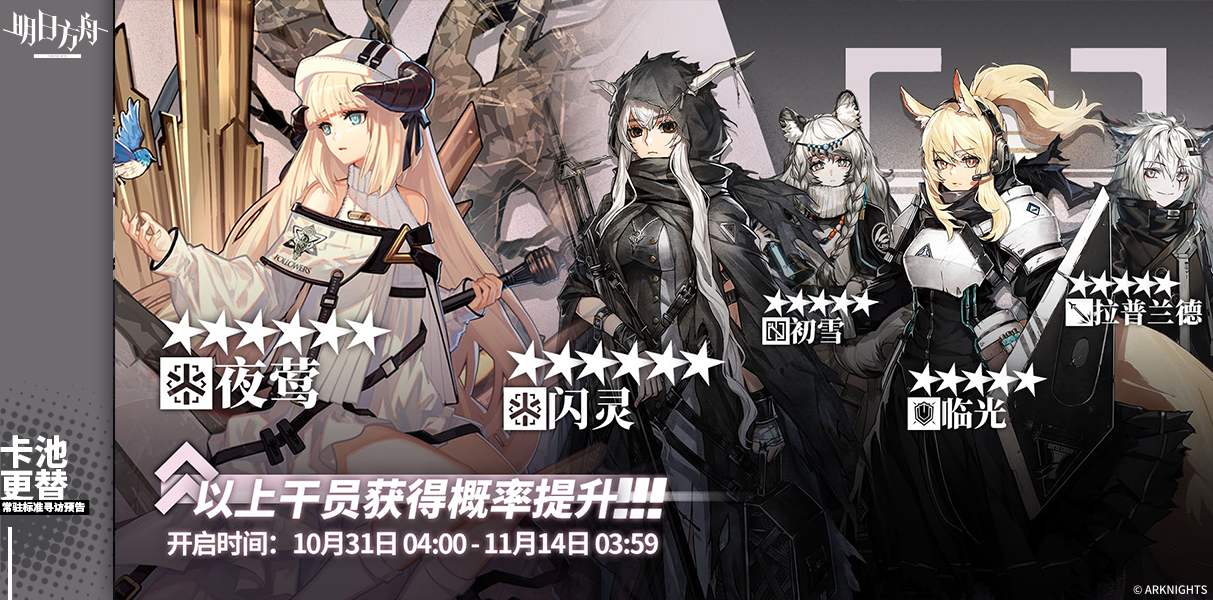 明日方舟
FOLLOWERS
★★★★★★
夜莺
★★★★★★
闪灵
★★★★★
初雪
★★★★★
临光
★★★★★
拉普兰德
卡池
更替
常驻标准寻访预告
以上干员获得概率提升!!!
开启时间：10月31日 04:00 - 11月14日 03:59
© ARKNIGHTS